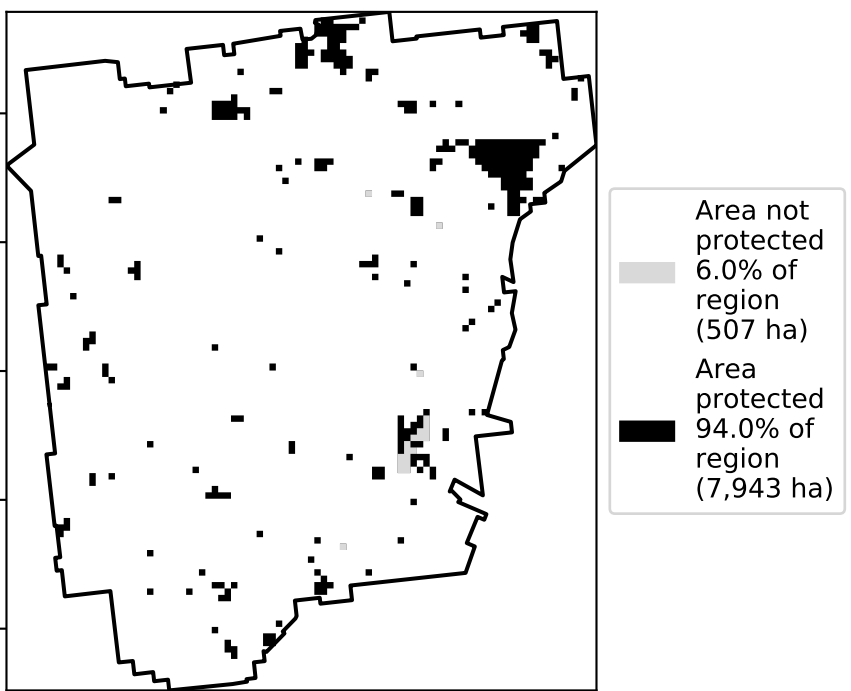 Area not
protected
6.0% of
region
(507 ha)
Area
protected
94.0% of
region
(7,943 ha)